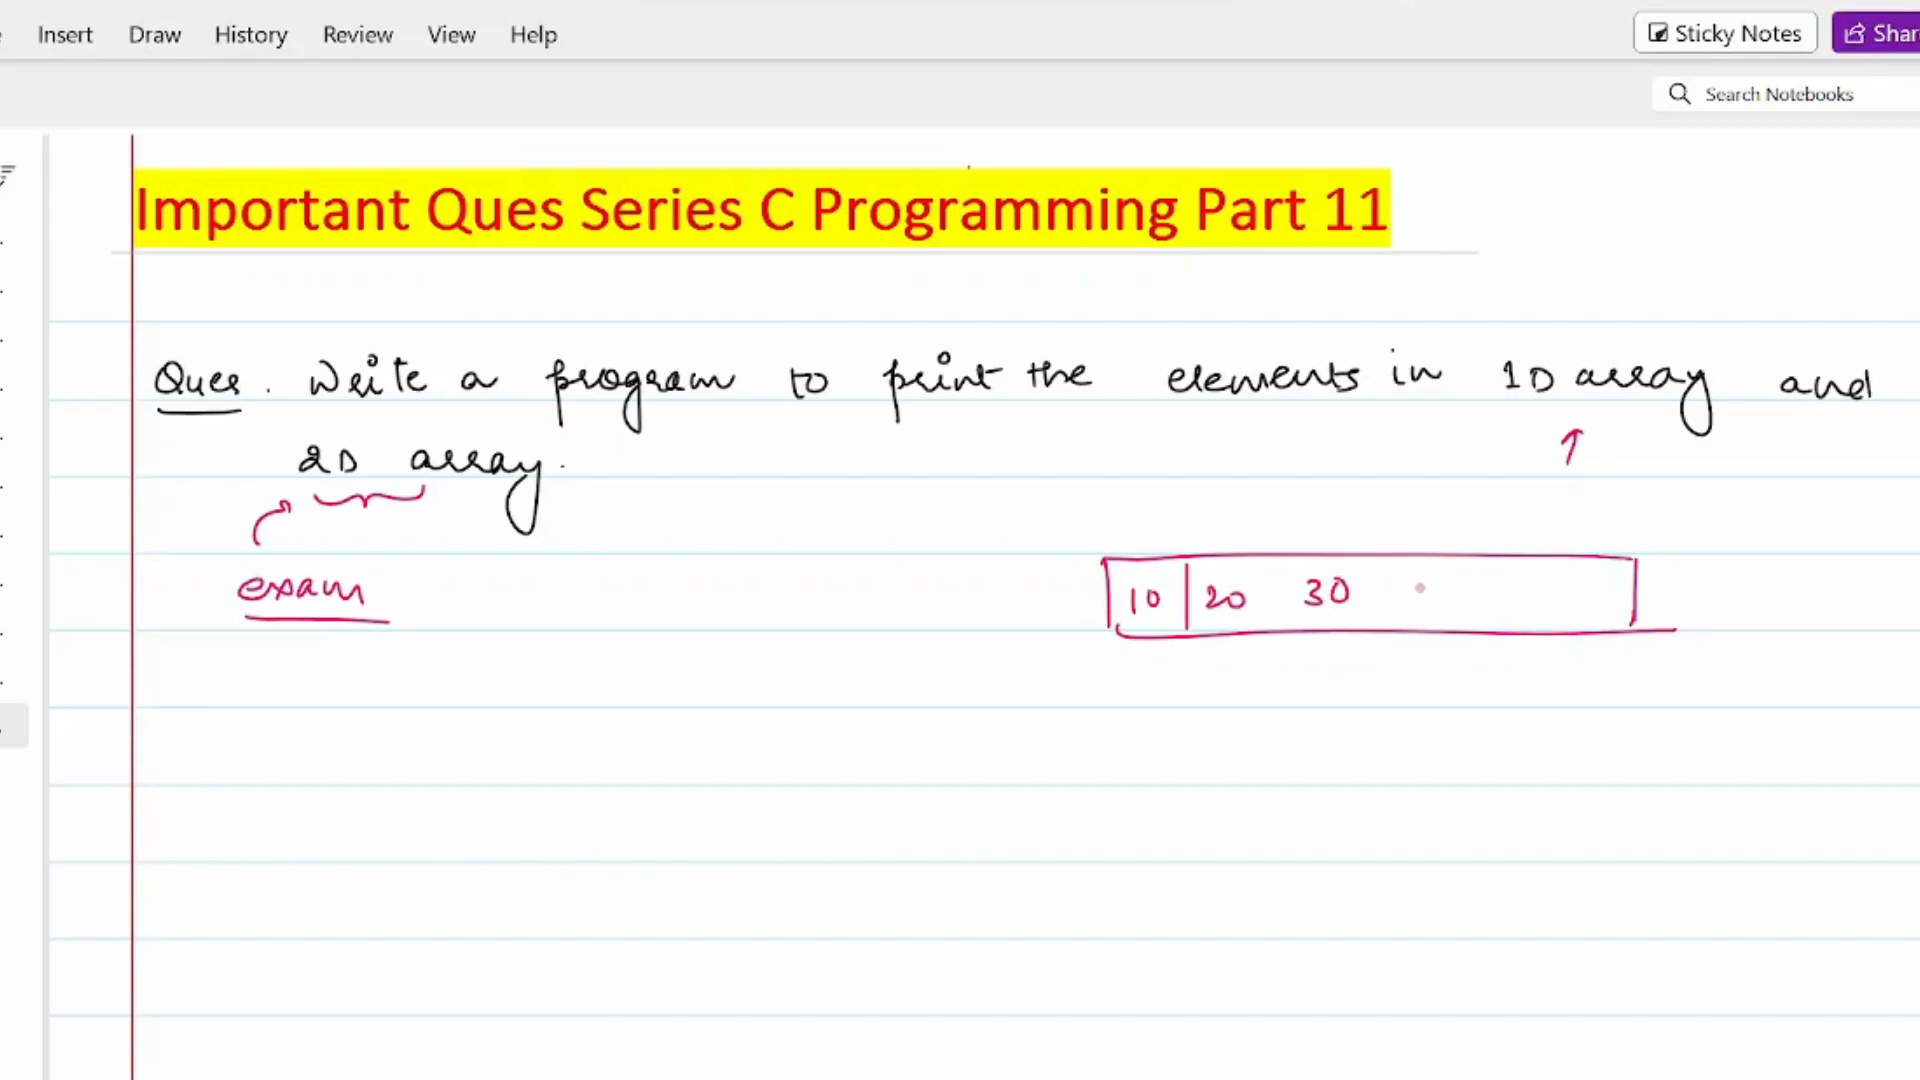 Insert Draw History Review View Help
Sticky Notes
Shar
Search Notebooks
Important Ques Series C Programming Part 11
Ques. Write a program to print the elements in 1D array and
2D array.
exam
10 20 30